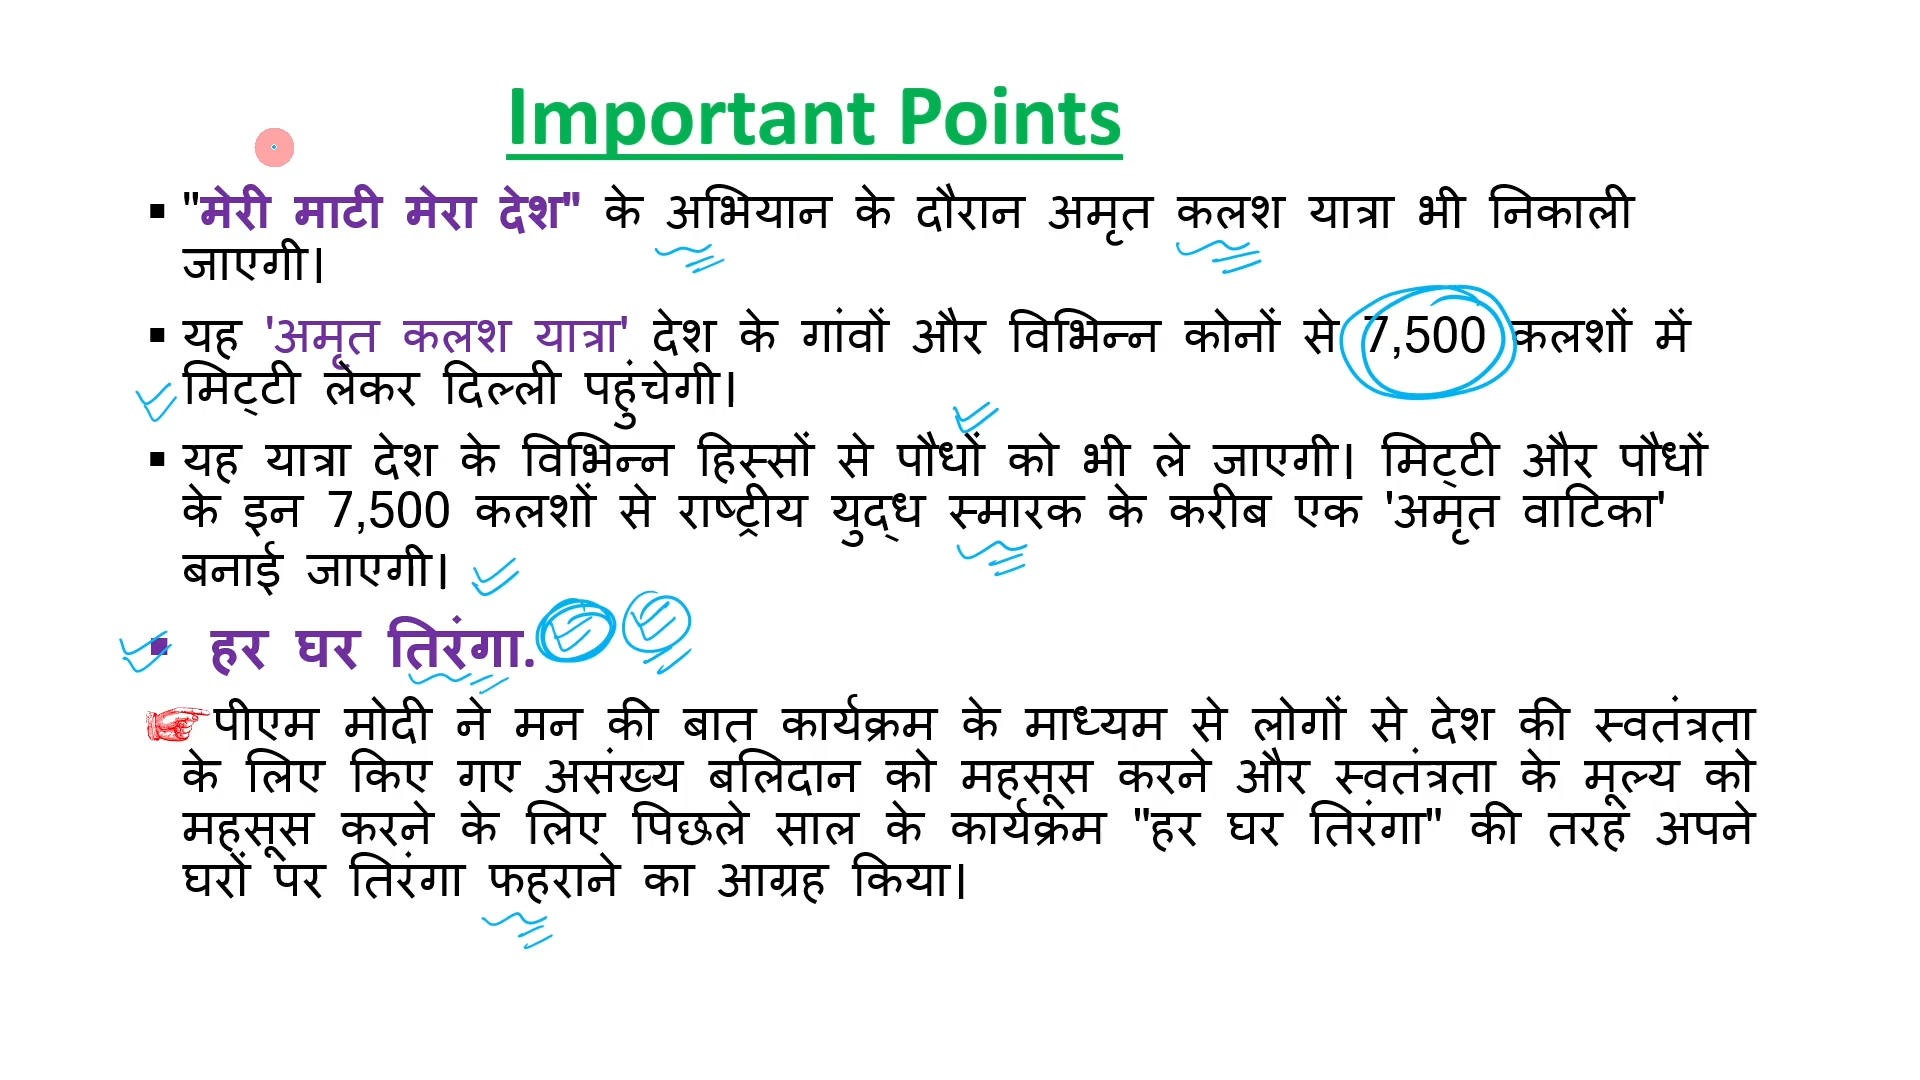 Important Points
"मेरी माटी मेरा देश" के अभियान के दौरान अमृत कलश यात्रा भी निकाली
जाएगी।
यह 'अमृत कलश यात्रा' देश के गांवों और विभिन्न कोनों से 7,500 कलशों में
मिट्टी लेकर दिल्ली पहुंचेगी।
यह यात्रा देश के विभिन्न हिस्सों से पौधों को भी ले जाएगी। मिट्टी और पौधों
के इन 7,500 कलशों से राष्ट्रीय युद्ध स्मारक के करीब एक 'अमृत वाटिका'
बनाई जाएगी।
हर घर तिरंगा.
पीएम मोदी ने मन की बात कार्यक्रम के माध्यम से लोगों से देश की स्वतंत्रता
के लिए किए गए असंख्य बलिदान को महसूस करने और स्वतंत्रता के मूल्य को
महसूस करने के लिए पिछले साल के कार्यक्रम "हर घर तिरंगा" की तरह अपने
घरों पर तिरंगा फहराने का आग्रह किया।